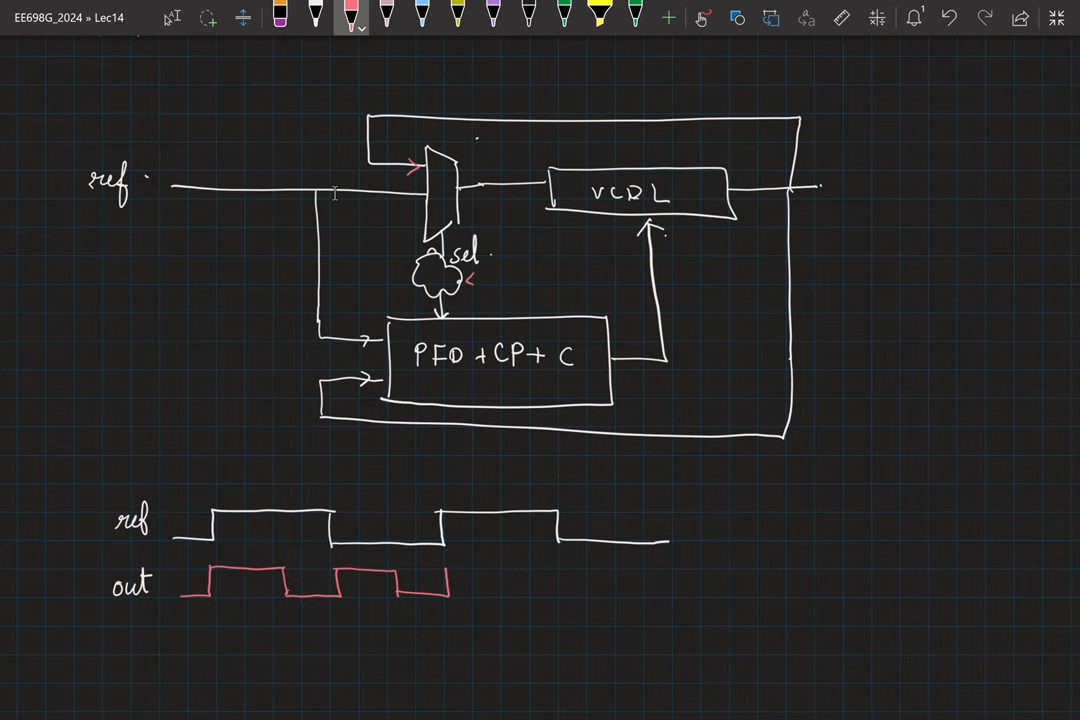 EE698G_2024 » Lec14
ref
VCDL
sel
PFD + CP + C
ref
out